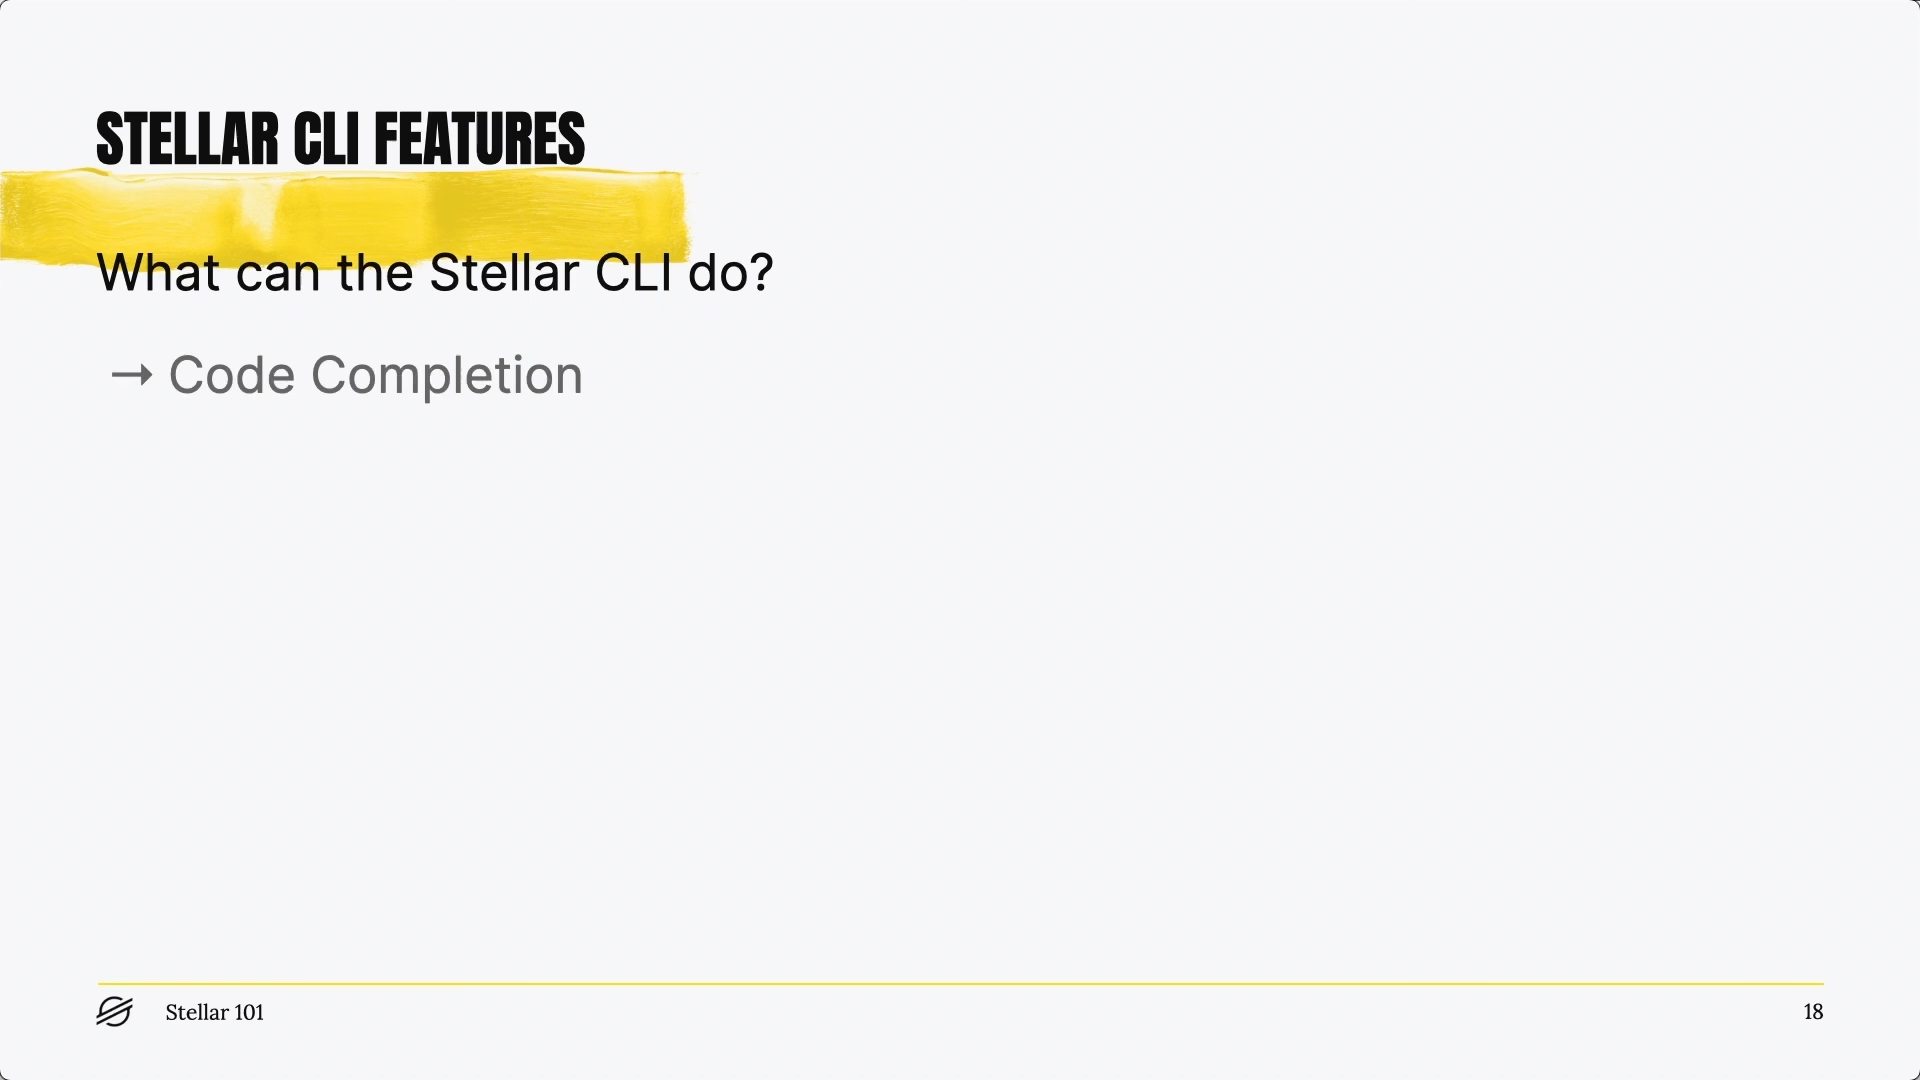 STELLAR CLI FEATURES
What can the Stellar CLI do?
→ Code Completion
Stellar 101
18